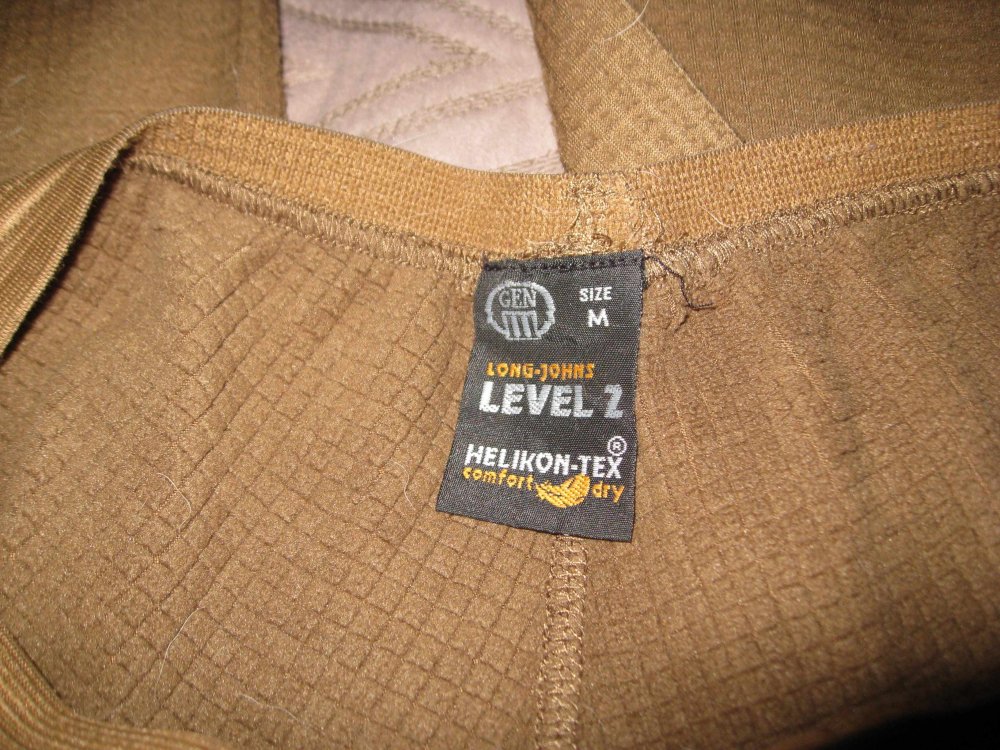 GEN
III
SIZE
M
LONG-JOHNS
LEVEL 2
HELIKON-TEX®
comfort dry